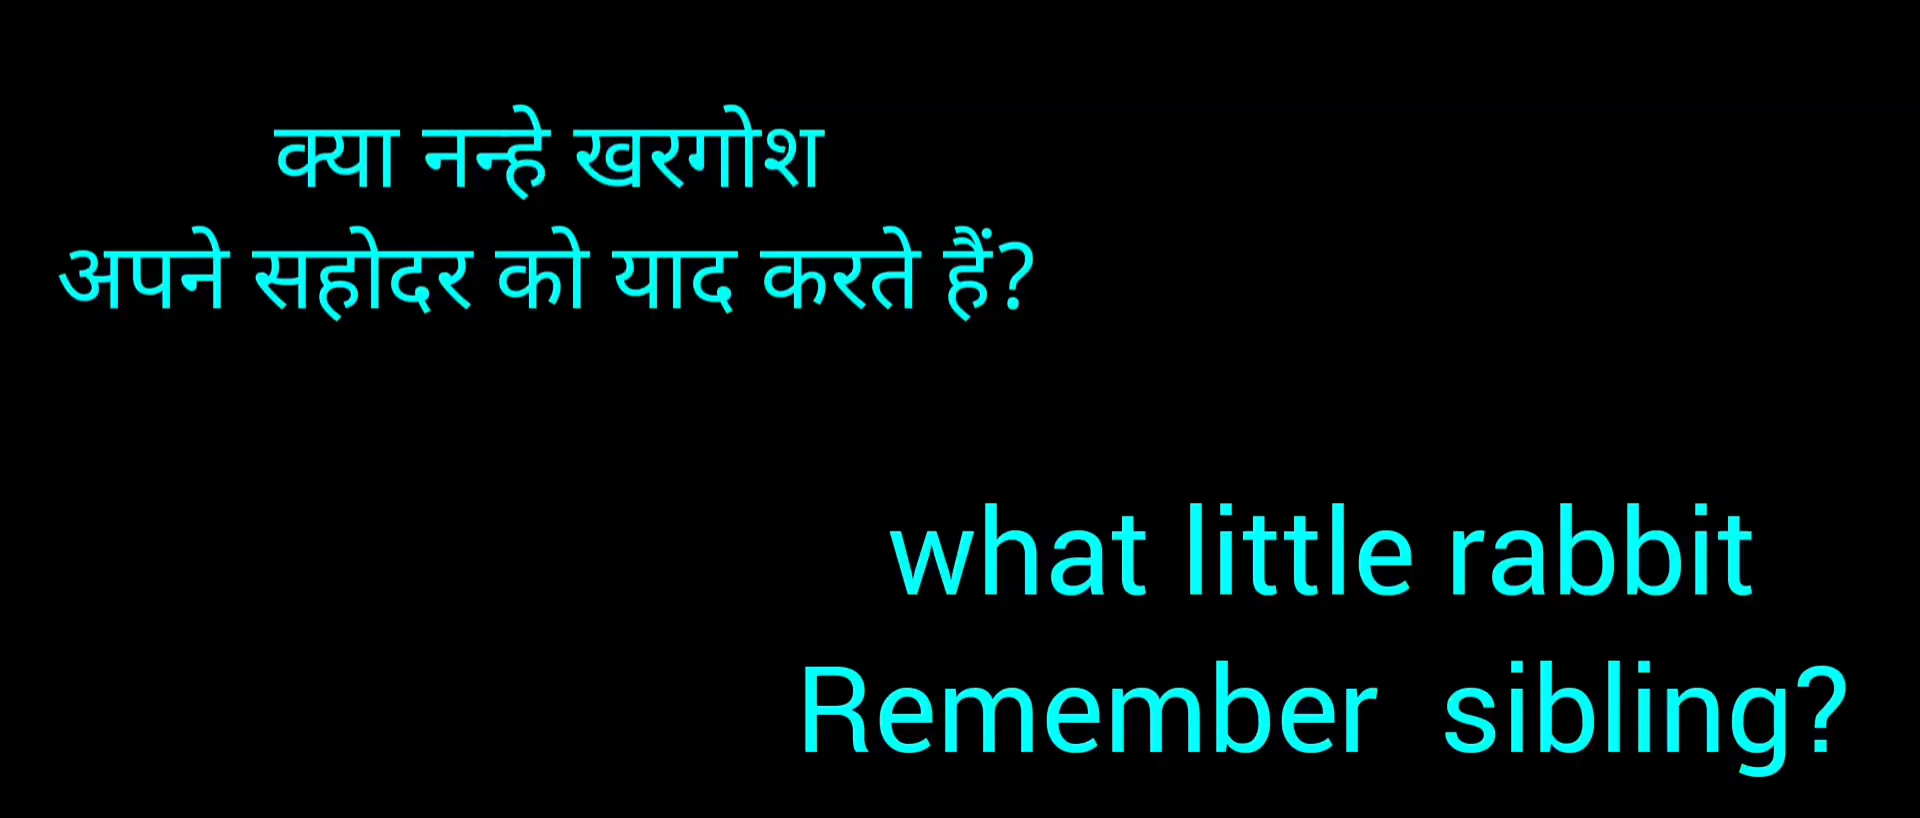 क्या नन्हे खरगोश
अपने सहोदर को याद करते हैं?
what little rabbit
Remember sibling?